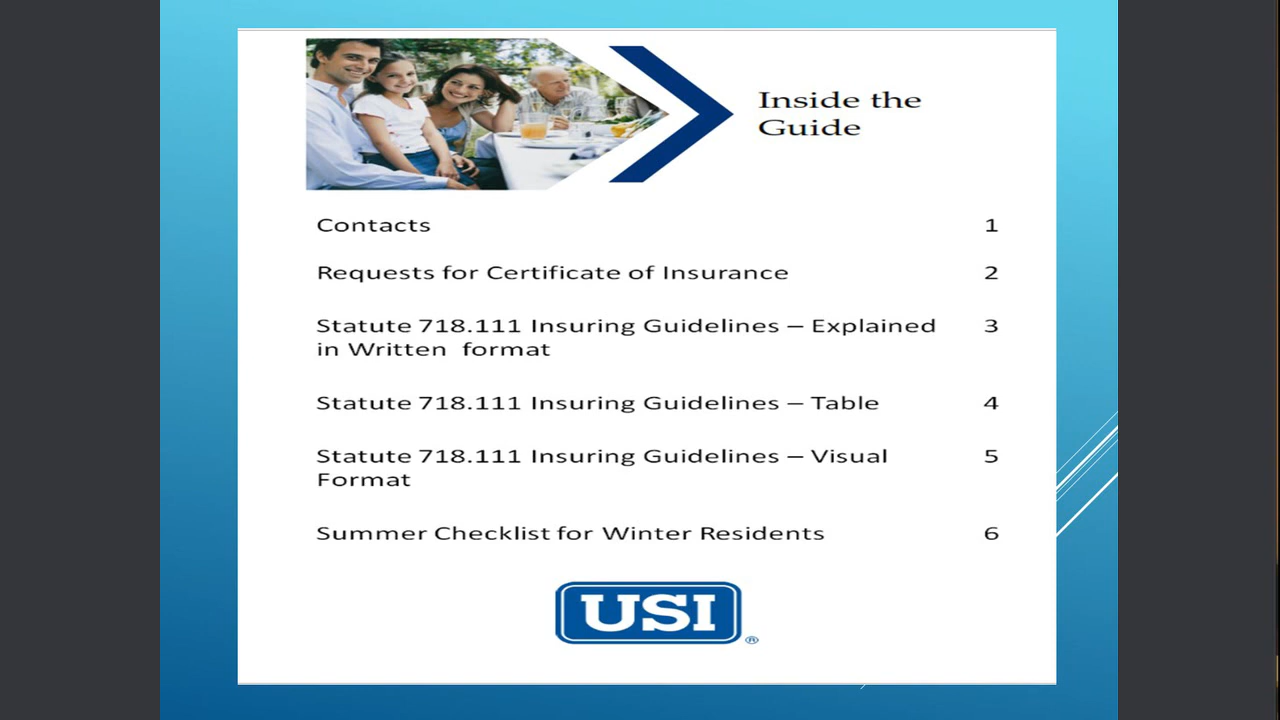 Inside the
Guide
Contacts 1
Requests for Certificate of Insurance 2
Statute 718.111 Insuring Guidelines – Explained 3
in Written format
Statute 718.111 Insuring Guidelines – Table 4
Statute 718.111 Insuring Guidelines – Visual 5
Format
Summer Checklist for Winter Residents 6
USI®